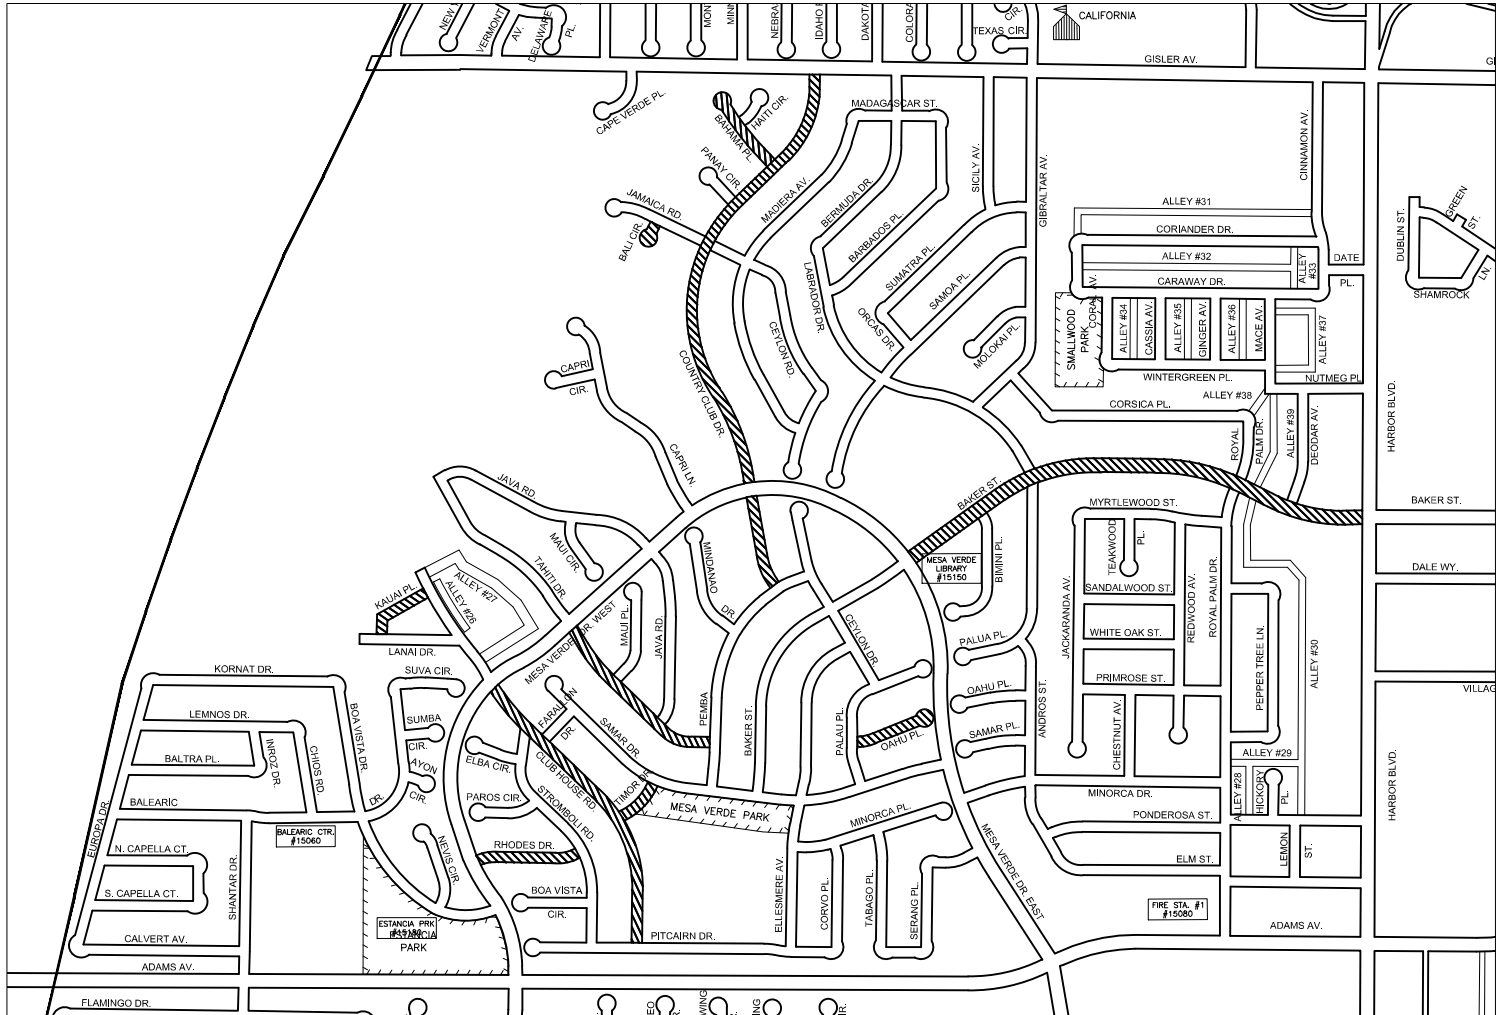 VERMONT
AV.
DELAWARE
PL.
IDAHO
TEXAS CIR.
CIR.
CALIFORNIA
GISLER AV.
CAPE VERDE PL.
BAHAMA PL.
HAITI CIR.
MADAGASCAR ST.
PANAY CIR.
JAMAICA RD.
BALI CIR.
MADIERA AV.
BERMUDA DR.
BARBADOS PL.
SICILY AV.
GIBRALTAR AV.
CINNAMON AV.
SUMATRA PL.
SAMOA PL.
LABRADOR DR.
ORCAS DR.
MOLOKAI PL.
CEYLON RD.
COUNTRY CLUB DR.
ALLEY #31
CORIANDER DR.
ALLEY #32
ALLEY
#33
CARAWAY DR.
DATE
PL.
DUBLIN ST.
GREEN
ST.
LN.
SHAMROCK
SMALLWOOD
PARK
ALLEY #34
CASSIA AV.
ALLEY #35
GINGER AV.
ALLEY #36
MACE AV.
ALLEY #37
WINTERGREEN PL.
NUTMEG PL
ALLEY #38
CORSICA PL.
ROYAL
PALM DR.
ALLEY #39
DEODAR AV.
HARBOR BLVD.
CAPRI
CIR.
CAPRI LN.
JAVA RD.
MAUI CIR.
TAHITI DR.
ALLEY #27
ALLEY #26
KAUAI PL.
LANAI DR.
MESA VERDE DR. WEST
MAUI PL.
JAVA RD.
MINDANAO
DR.
BAKER ST.
BAKER ST.
MESA VERDE
LIBRARY
#15150
BIMINI PL.
MYRTLEWOOD ST.
TEAKWOOD
PL.
SANDALWOOD ST.
WHITE OAK ST.
PRIMROSE ST.
JACKARANDA AV.
REDWOOD AV.
ROYAL PALM DR.
PEPPER TREE LN.
ALLEY #30
DALE WY.
CEYLON DR.
PALUA PL.
OAHU PL.
SAMAR PL.
ANDROS ST.
CHESTNUT AV.
ALLEY #29
HARBOR BLVD.
KORNAT DR.
SUVA CIR.
LEMNOS DR.
BALTRA PL.
INROZ DR.
CHIOS RD.
BOA VISTA DR.
SUMBA
CIR.
AYON
CIR.
DR.
BALEARIC
BALEARIC CTR.
#15060
EUROPA DR.
N. CAPELLA CT.
S. CAPELLA CT.
SHANTAR DR.
CALVERT AV.
ADAMS AV.
FLAMINGO DR.
FARALLON
DR.
SAMAR DR.
CLUB HOUSE RD.
TIMOR DR.
ELBA CIR.
PAROS CIR.
STROMBOLI RD.
RHODES DR.
NEVIS CIR.
BOA VISTA
CIR.
ESTANCIA PRK
ESTANCIA
PARK
PEMBA
BAKER ST.
PALAU PL.
OAHU PL.
MESA VERDE PARK
MINORCA PL.
PITCAIRN DR.
ELLESMERE AV.
CORVO PL.
TABAGO PL.
SERANG PL.
MESA VERDE DR. EAST
MINORCA DR.
PONDEROSA ST.
ELM ST.
ALLEY #28
HICKORY
PL.
LEMON
ST.
FIRE STA. #1
#15080
ADAMS AV.